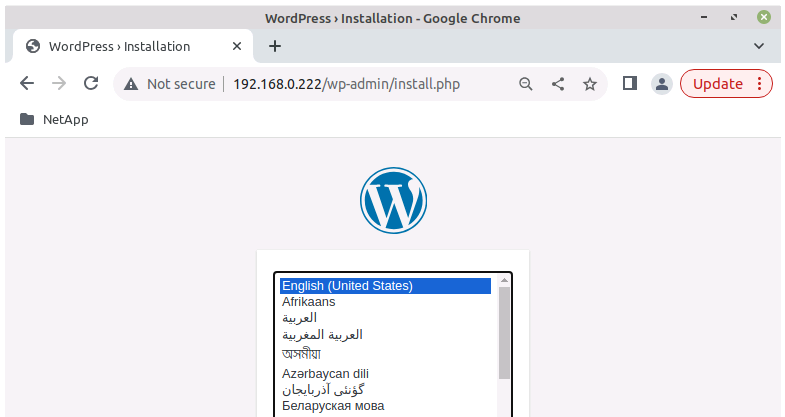 WordPress › Installation - Google Chrome
WordPress › Installation
Not secure 192.168.0.222/wp-admin/install.php Update
NetApp
W
English (United States)
Afrikaans
العربية
العربية المغربية
অসমীয়া
Azərbaycan dili
گؤنئی آذربایجان
Беларуская мова